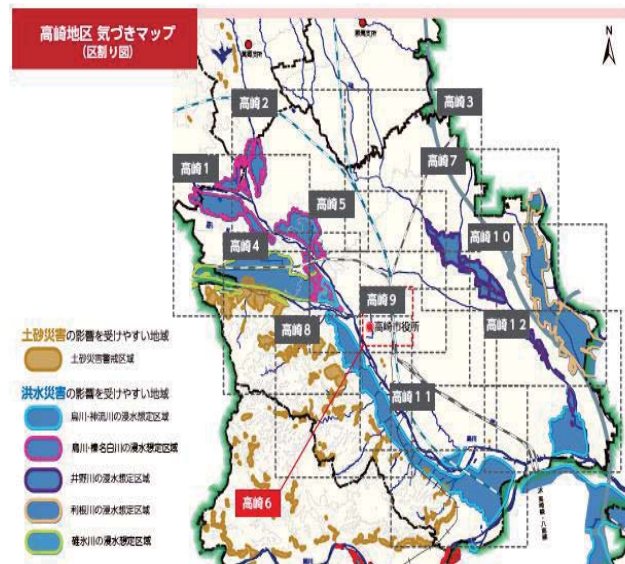 高崎地区 気づきマップ
(区割り図)
N
高崎2
高崎3
高崎1
高崎7
高崎5
高崎10
高崎4
高崎9
高崎市役所
高崎8
高崎12
高崎11
高崎6
土砂災害の影響を受けやすい地域
土砂災害警戒区域
洪水災害の影響を受けやすい地域
烏川・神流川の浸水想定区域
烏川・榛名白川の浸水想定区域
井野川の浸水想定区域
利根川の浸水想定区域
碓氷川の浸水想定区域